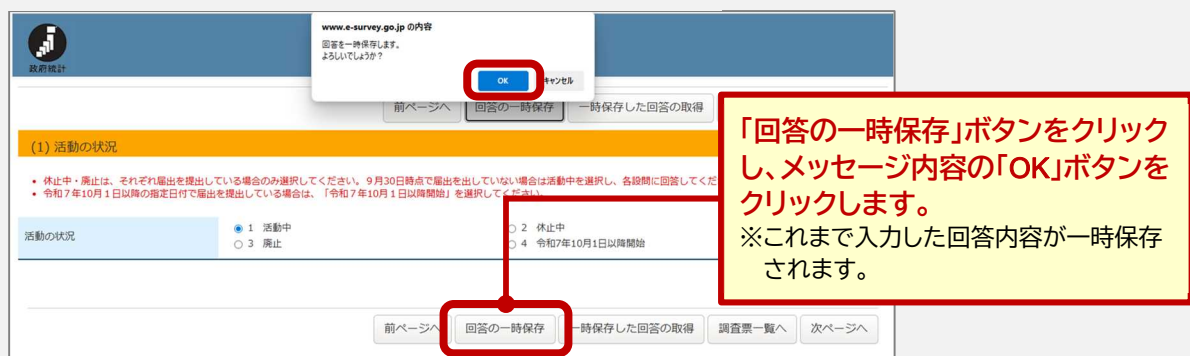 www.e-survey.go.jp の内容
回答を一時保存します。
よろしいでしょうか？
OK
キャンセル
政府統計
前ページへ
回答の一時保存
一時保存した回答の取得
(1) 活動の状況
• 休止中・廃止は、それぞれ届出を提出している場合のみ選択してください。9月30日時点で届出を出していない場合は活動中を選択し、各設問に回答してくだ
• 令和７年10月１日以降の指定日付で届出を提出している場合は、「令和７年10月１日以降開始」を選択してください。
活動の状況
1 活動中
2 休止中
3 廃止
4 令和7年10月1日以降開始
前ページへ
回答の一時保存
一時保存した回答の取得
調査票一覧へ
次ページへ
「回答の一時保存」ボタンをクリック
し、メッセージ内容の「OK」ボタンを
クリックします。
※これまで入力した回答内容が一時保存
されます。